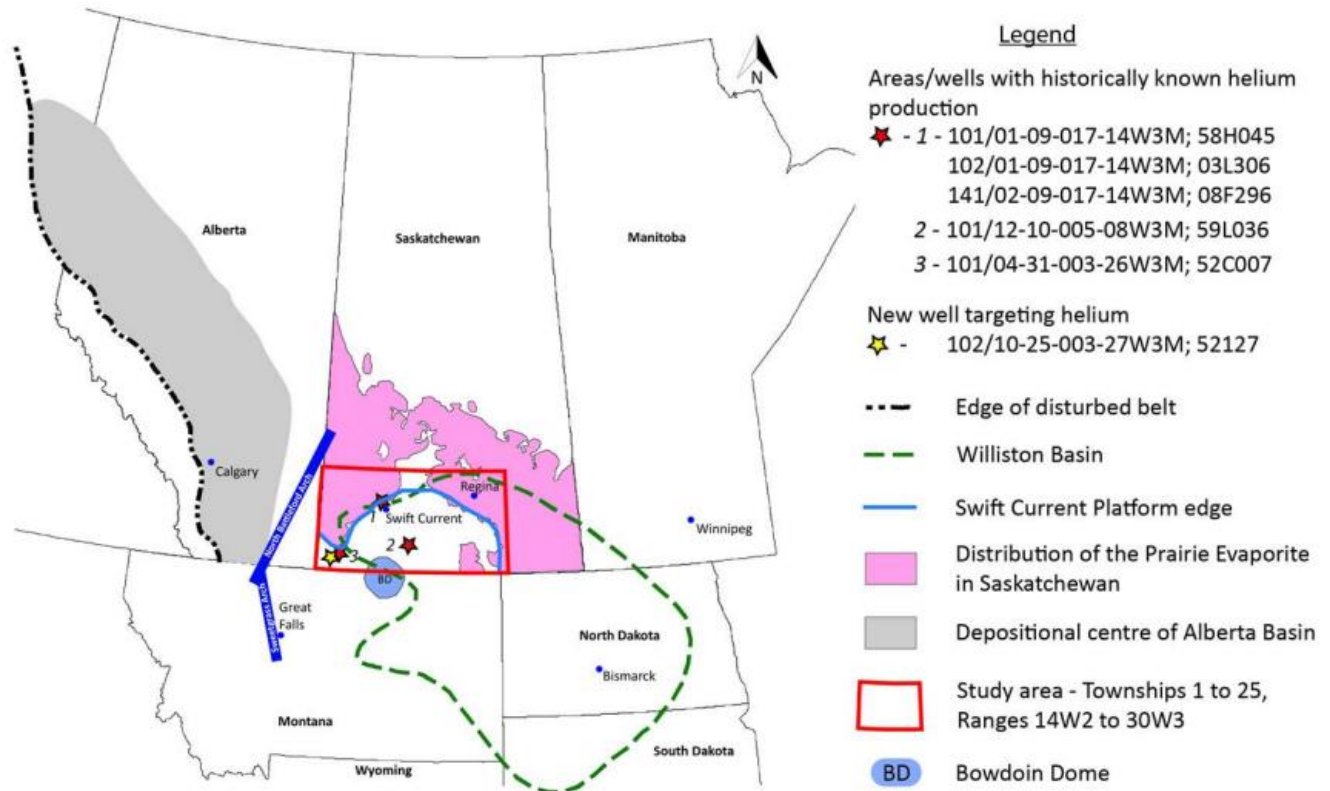 N
Alberta
Saskatchewan
Manitoba
Calgary
North Battleford Arch
Regina
1
Swift Current
2
3
Winnipeg
BD
Sweetgrass Arch
Great
Falls
North Dakota
Bismarck
Montana
South Dakota
Wyoming
Legend
Areas/wells with historically known helium
production
- 1 - 101/01-09-017-14W3M; 58H045
102/01-09-017-14W3M; 03L306
141/02-09-017-14W3M; 08F296
2 - 101/12-10-005-08W3M; 59L036
3 - 101/04-31-003-26W3M; 52C007
New well targeting helium
- 102/10-25-003-27W3M; 52127
Edge of disturbed belt
Williston Basin
Swift Current Platform edge
Distribution of the Prairie Evaporite
in Saskatchewan
Depositional centre of Alberta Basin
Study area - Townships 1 to 25,
Ranges 14W2 to 30W3
BD Bowdoin Dome